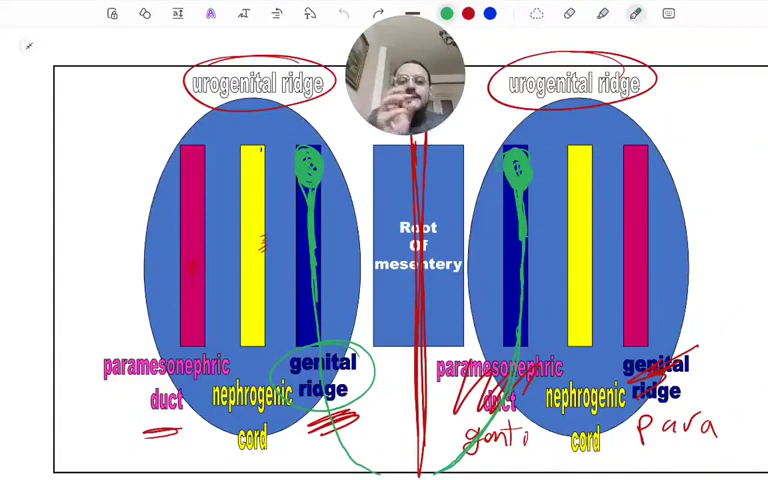 urogenital ridge
urogenital ridge
Root
Of
mesentery
paramesonephric
duct
nephrogenic
cord
genital
ridge
paramesonephric
duct
nephrogenic
cord
genital
ridge
genti
para